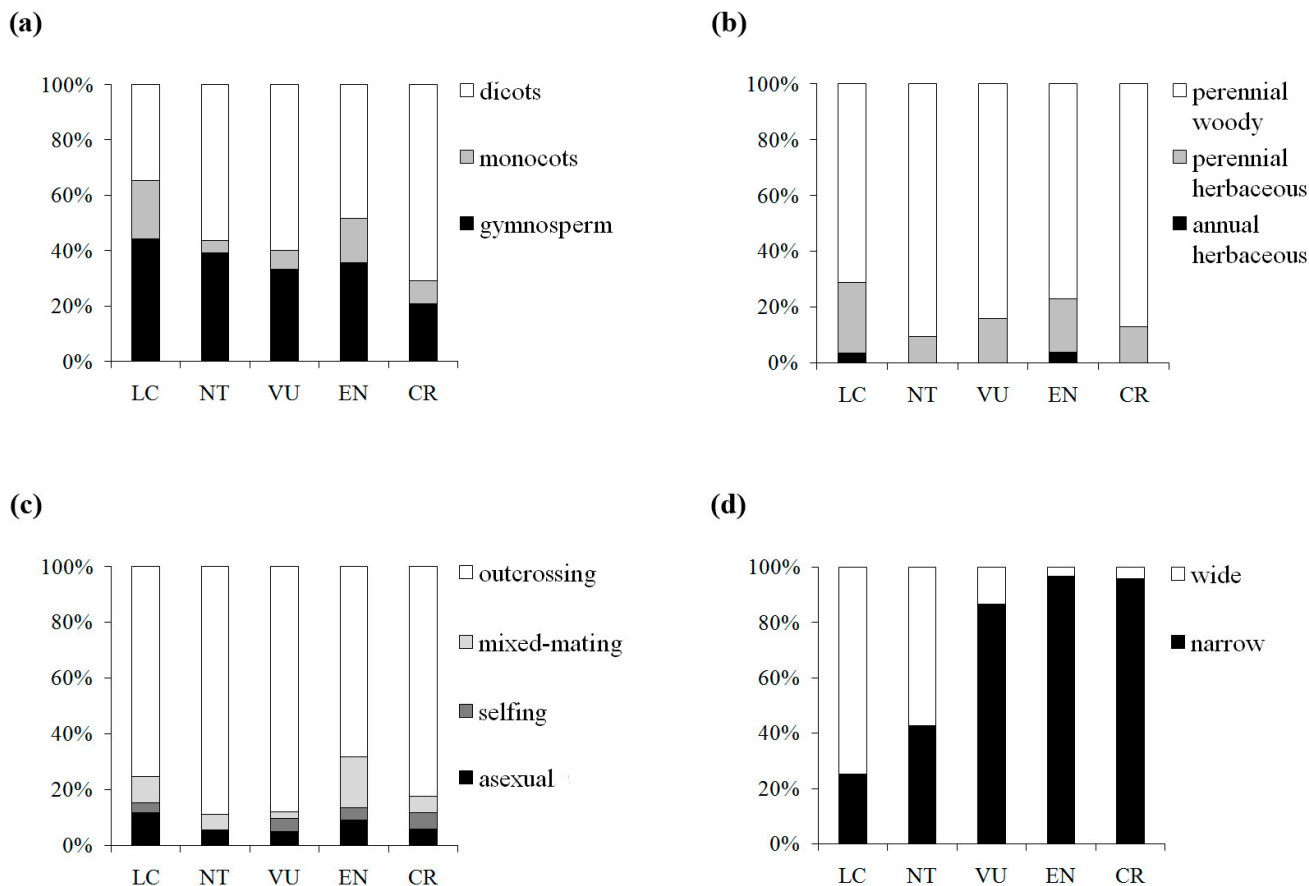 (a)
100%
80%
60%
40%
20%
0%
LC NT VU EN CR
dicots
monocots
gymnosperm
(b)
100%
80%
60%
40%
20%
0%
LC NT VU EN CR
perennial
woody
perennial
herbaceous
annual
herbaceous
(c)
100%
80%
60%
40%
20%
0%
LC NT VU EN CR
outcrossing
mixed-mating
selfing
asexual
(d)
100%
80%
60%
40%
20%
0%
LC NT VU EN CR
wide
narrow